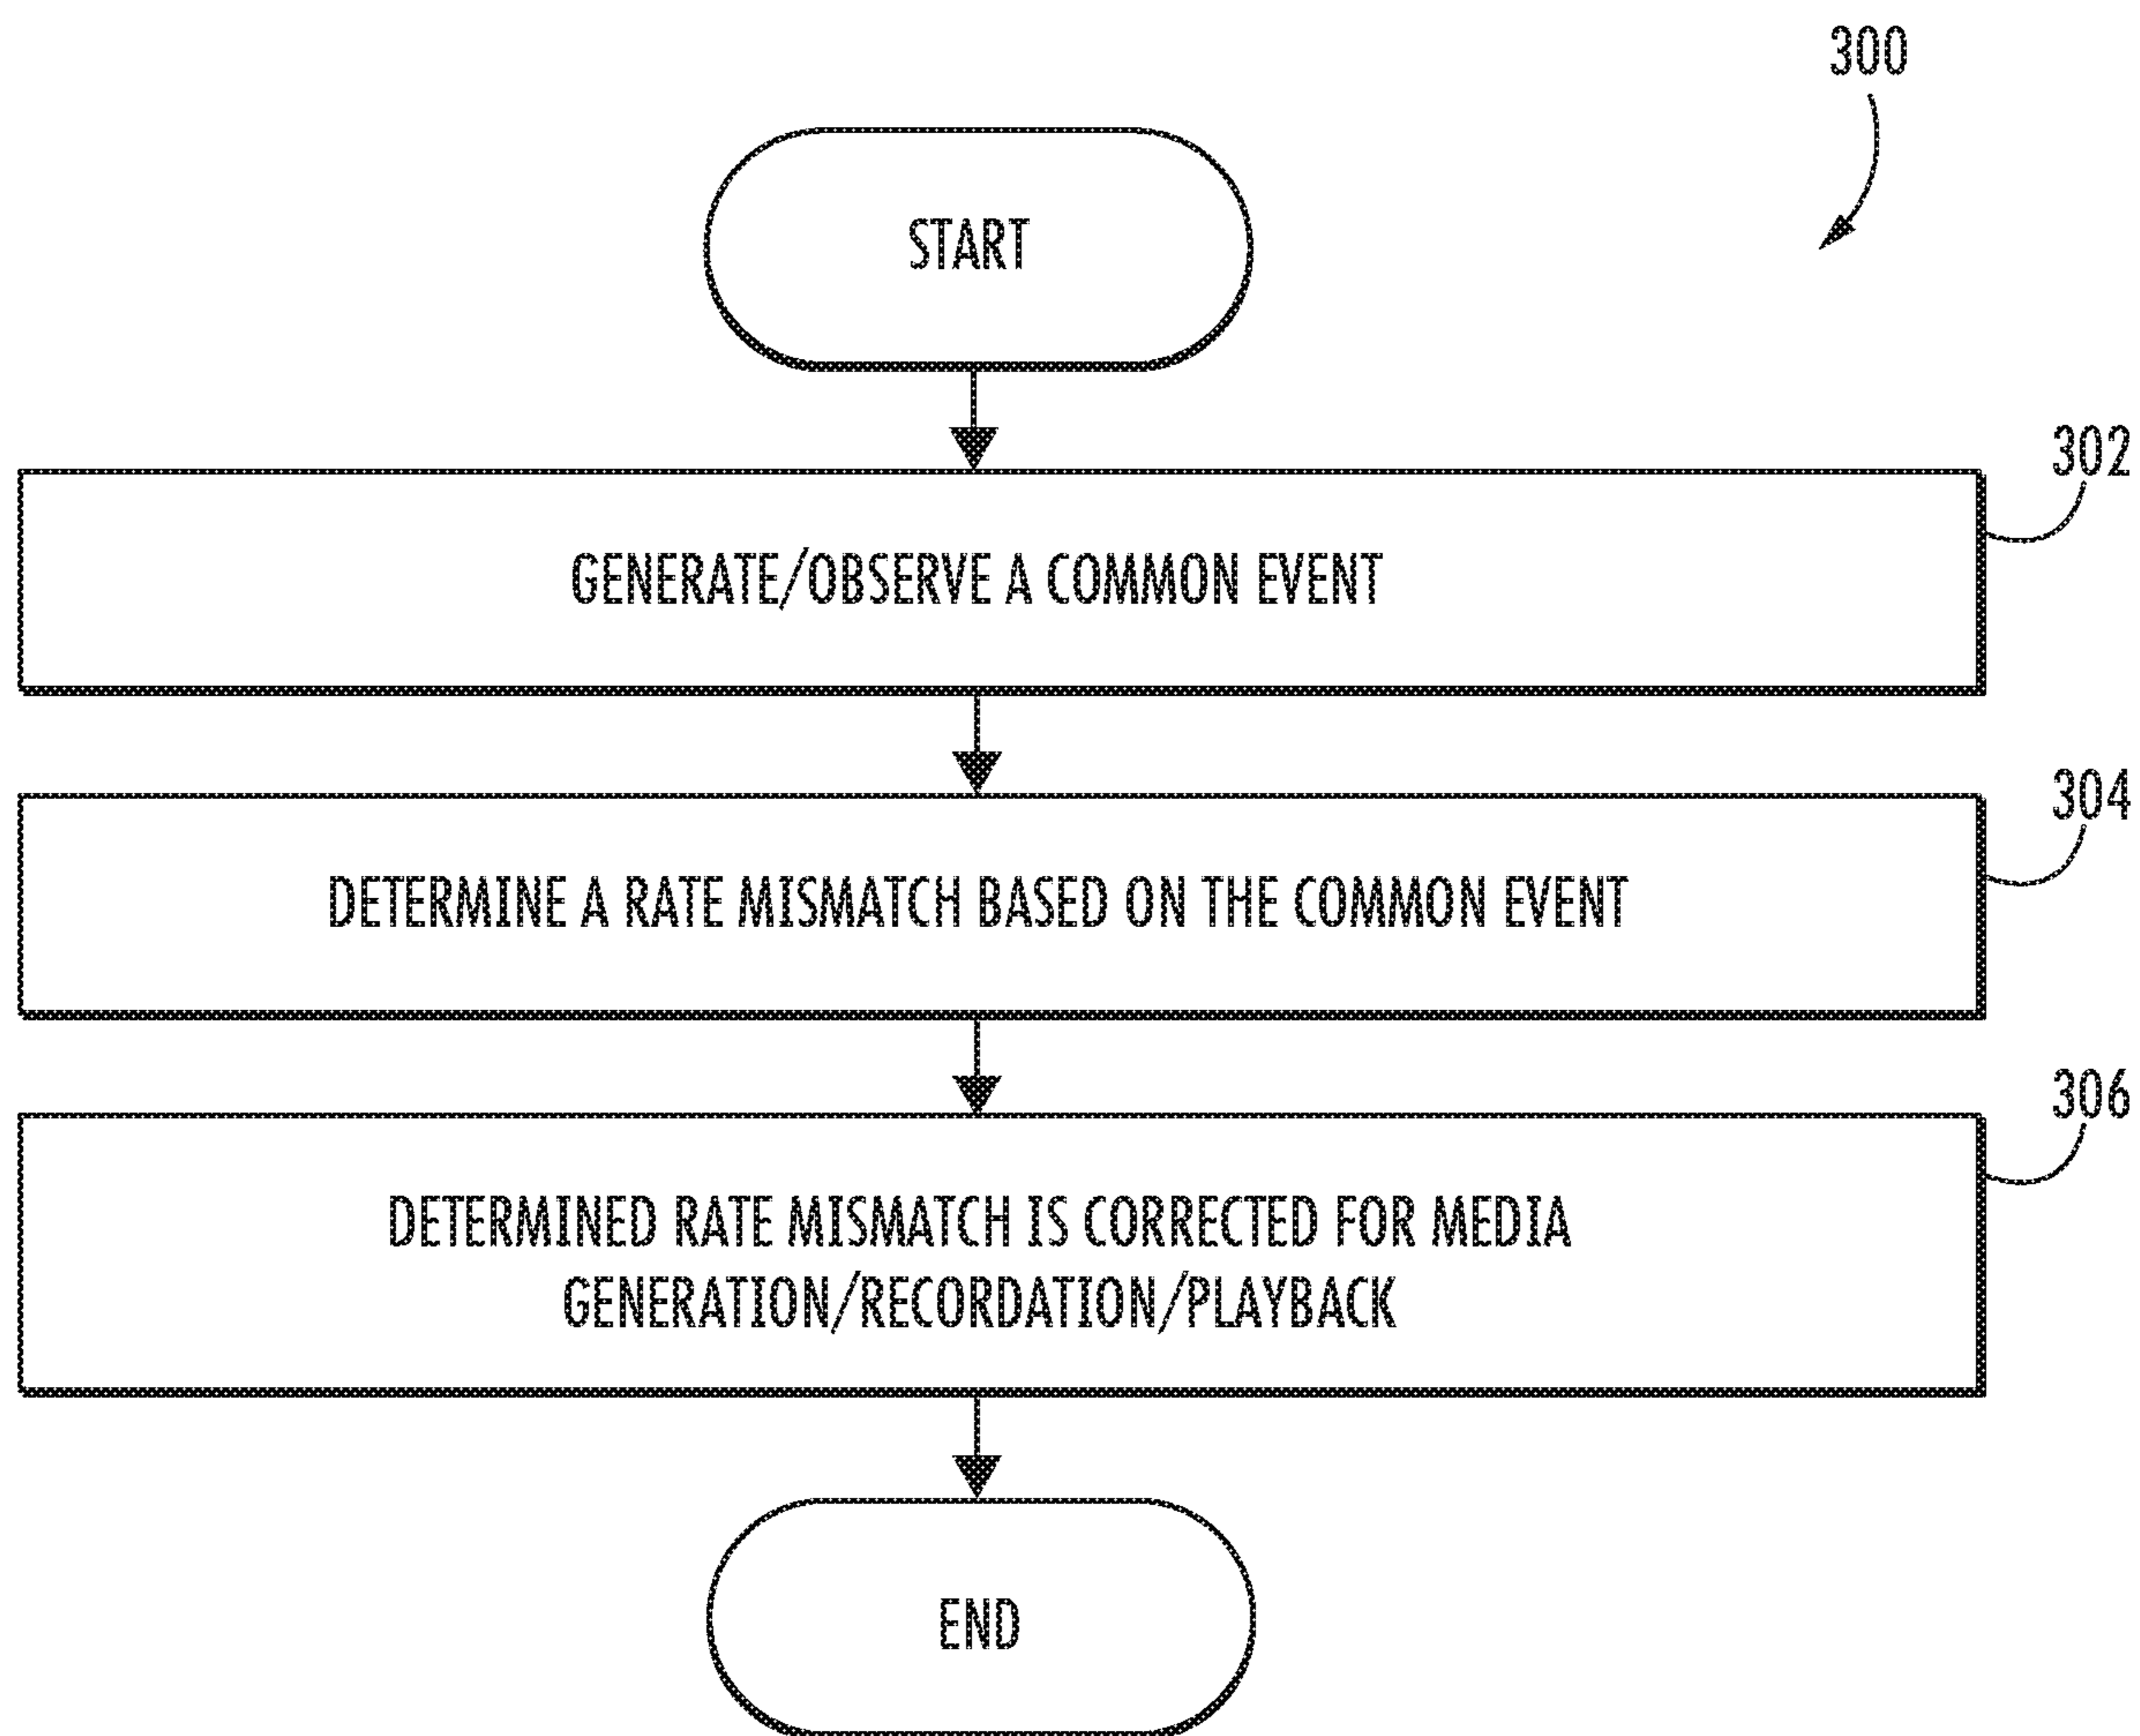 300
START
302
GENERATE/OBSERVE A COMMON EVENT
304
DETERMINE A RATE MISMATCH BASED ON THE COMMON EVENT
306
DETERMINED RATE MISMATCH IS CORRECTED FOR MEDIA
GENERATION/RECORDATION/PLAYBACK
END